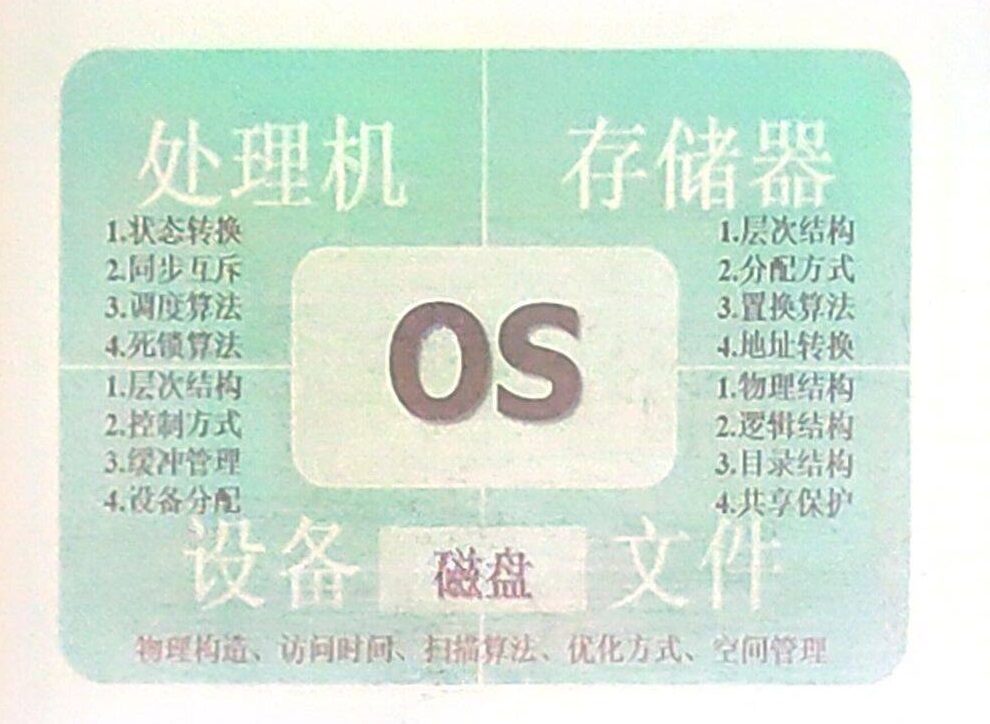 处理机
1.状态转换
2.同步互斥
3.调度算法
4.死锁算法
存储器
1.层次结构
2.分配方式
3.置换算法
4.地址转换
OS
1.层次结构
2.控制方式
3.缓冲管理
4.设备分配
设备
1.物理结构
2.逻辑结构
3.目录结构
4.共享保护
文件
磁盘
物理构造、访问时间、扫描算法、优化方式、空间管理